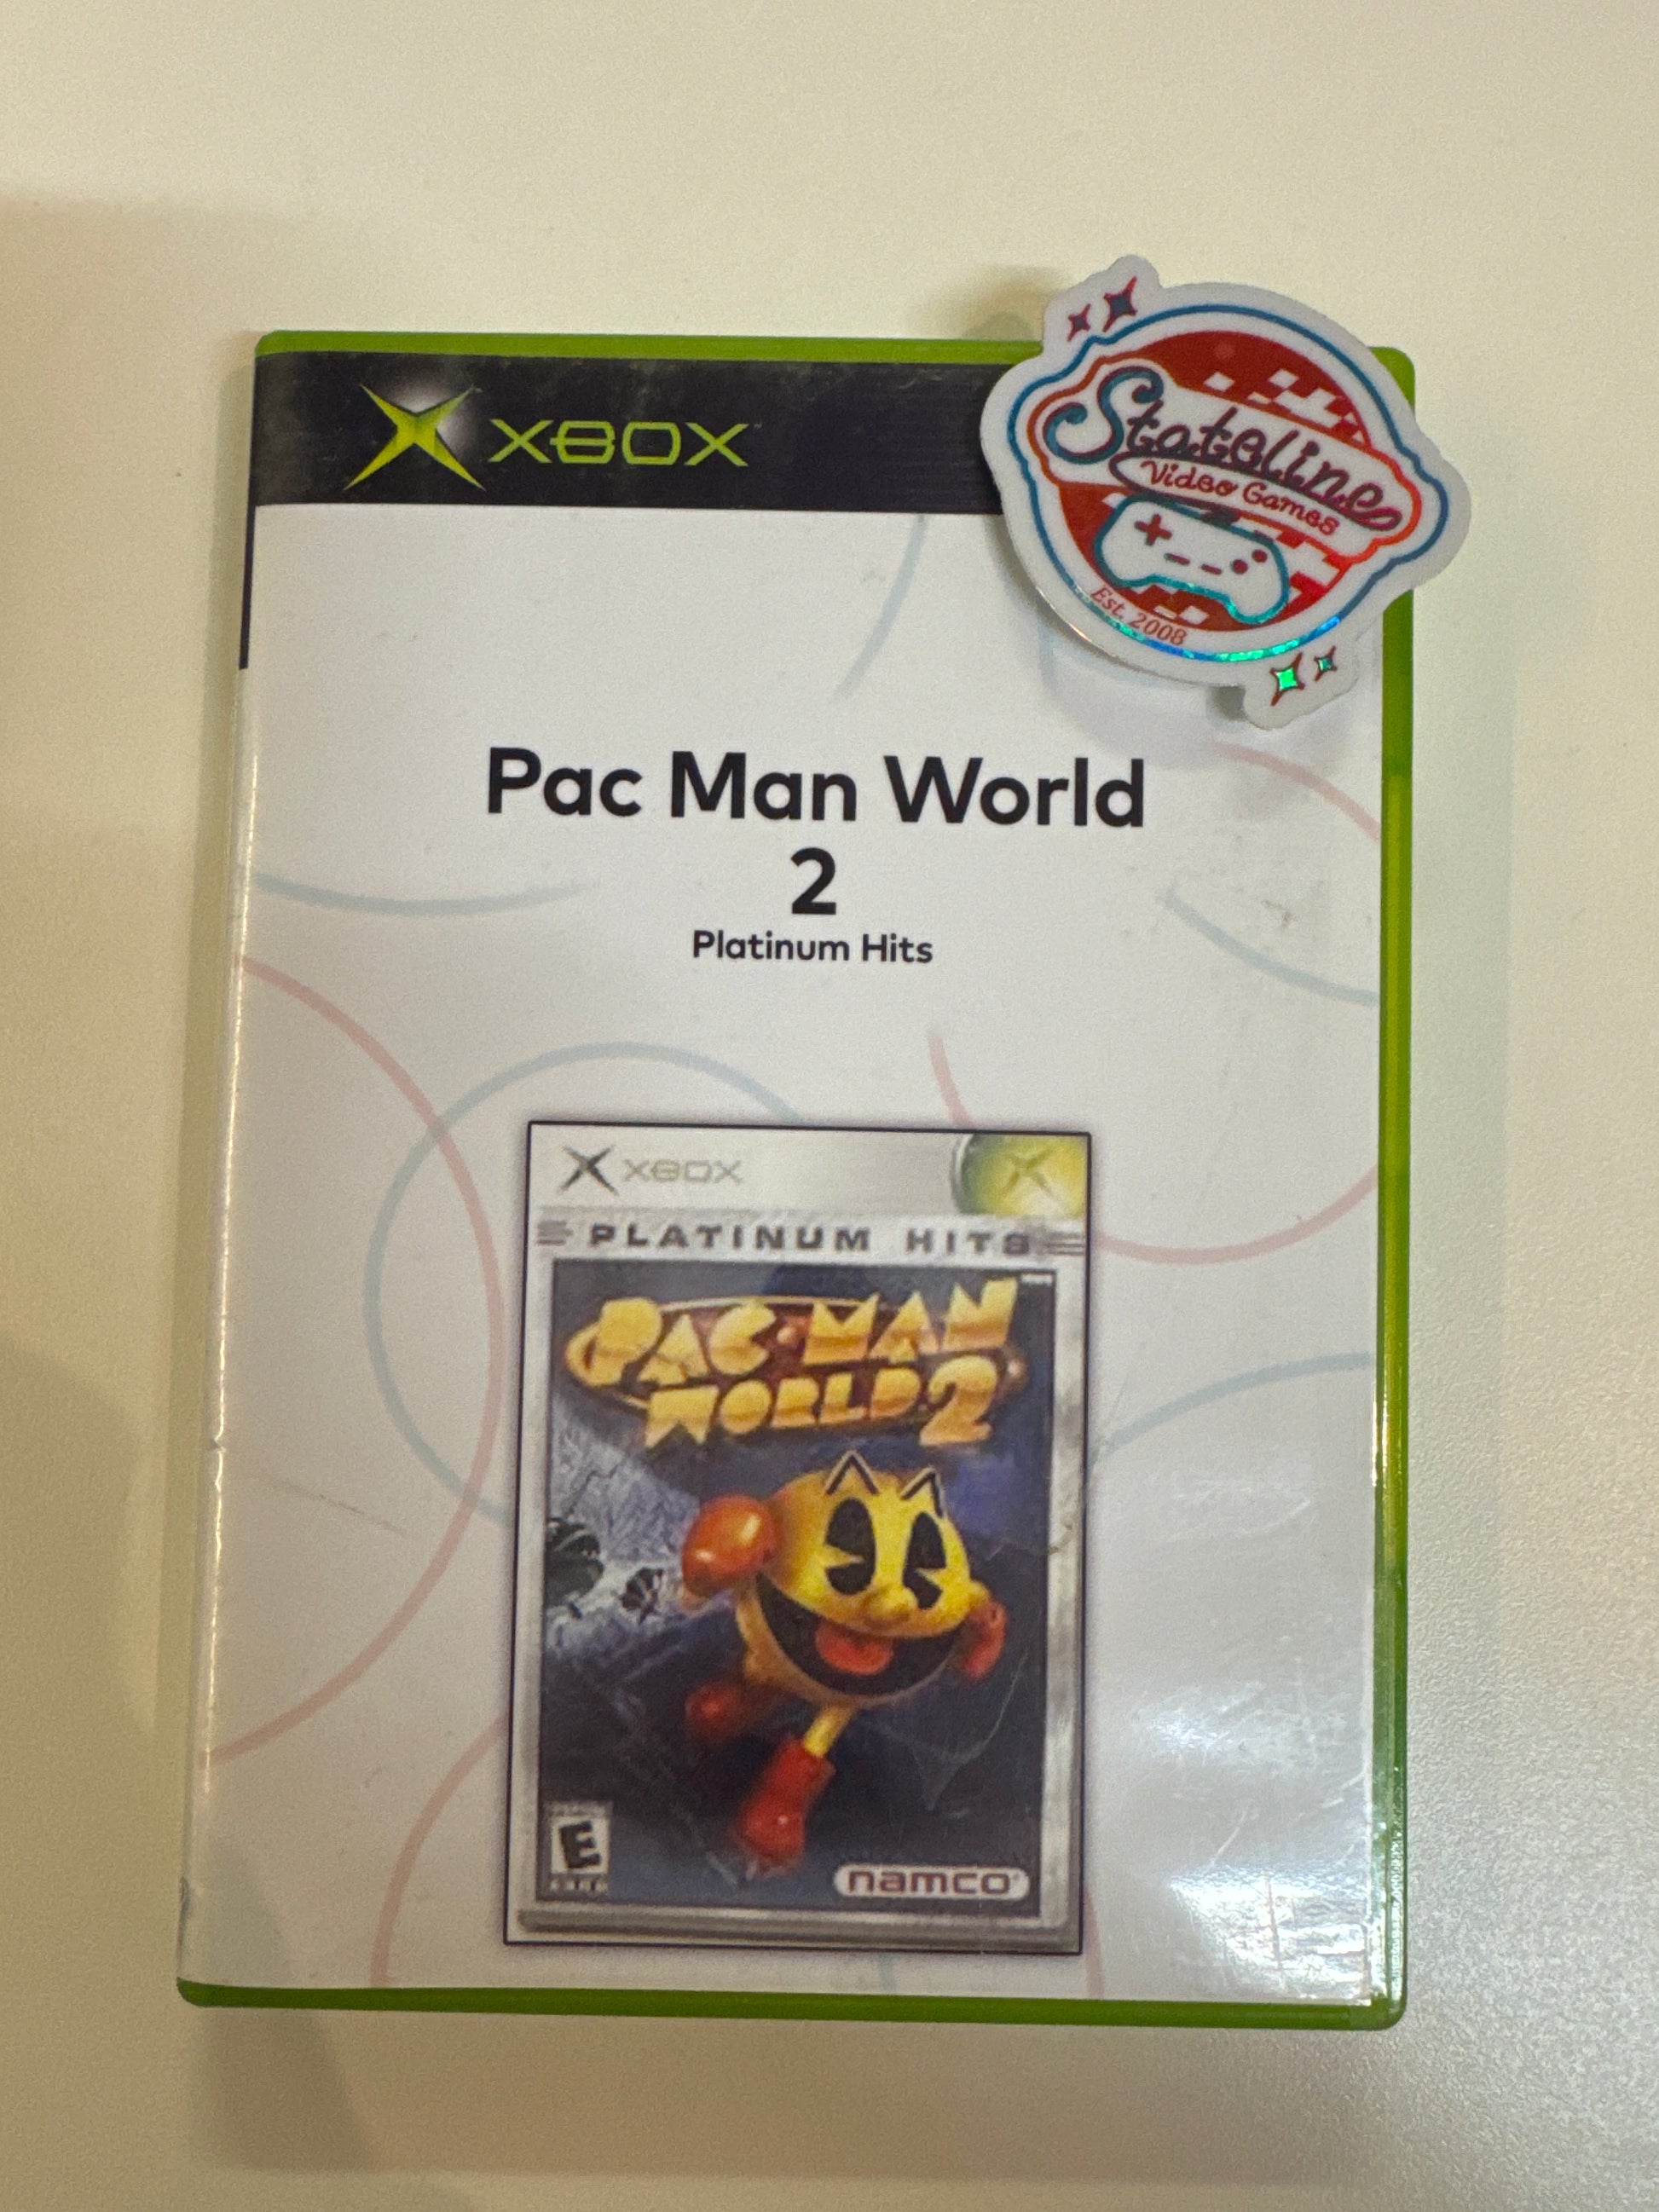 XBOX
Stateline
Video Games
Est. 2008
Pac Man World
2
Platinum Hits
XBOX
PLATINUM HITS
PAC-MAN
WORLD 2
E
namco